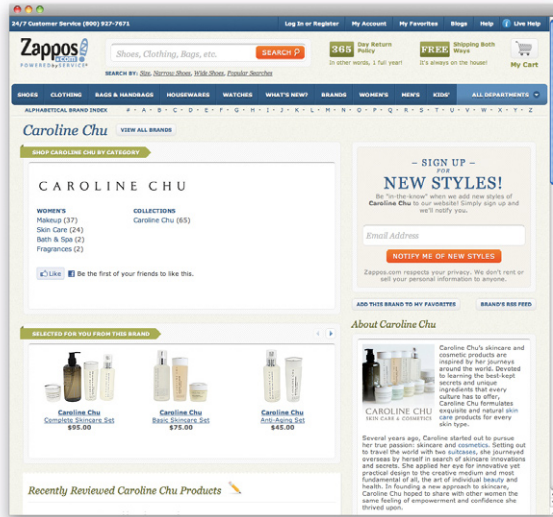 24/7 Customer Service (800) 927-7671
Log In or Register
My Account
My Favorites
Blogs
Help
Live Help
Zappos
.com
POWERED by SERVICE
Shoes, Clothing, Bags, etc.
SEARCH
SEARCH BY: Size, Narrow Shoes, Wide Shoes, Popular Searches
365 Day Return Policy
In other words, 1 full year!
FREE Shipping Both Ways
It's always on the house!
My Cart
SHOES
CLOTHING
BAGS & HANDBAGS
HOUSEWARES
WATCHES
WHAT'S NEW?
BRANDS
WOMEN'S
MEN'S
KIDS'
ALL DEPARTMENTS
ALPHABETICAL BRAND INDEX # A B C D E F G H I J K L M N O P Q R S T U V W X Y Z
Caroline Chu
VIEW ALL BRANDS
SHOP CAROLINE CHU BY CATEGORY
CAROLINE CHU
WOMEN'S
Makeup (37)
Skin Care (24)
Bath & Spa (2)
Fragrances (2)
COLLECTIONS
Caroline Chu (65)
Like
Be the first of your friends to like this.
SELECTED FOR YOU FROM THIS BRAND
Caroline Chu
Complete Skincare Set
$95.00
Caroline Chu
Basic Skincare Set
$75.00
Caroline Chu
Anti-Aging Set
$45.00
Recently Reviewed Caroline Chu Products
– SIGN UP –
FOR
NEW STYLES!
Be "in-the-know" when we add new styles of
Caroline Chu to our website! Simply sign up and
we'll notify you.
Email Address
NOTIFY ME OF NEW STYLES
Zappos.com respects your privacy. We don't rent or
sell your personal information to anyone.
ADD THIS BRAND TO MY FAVORITES
BRAND'S RSS FEED
About Caroline Chu
CAROLINE CHU
SKIN CARE & COSMETICS
Caroline Chu's skincare and
cosmetic products are
inspired by her journeys
around the world. Devoted
to learning the best-kept
secrets and unique
ingredients that every
culture has to offer,
Caroline Chu formulates
exquisite and natural skin
care products for every
skin type.
Several years ago, Caroline started out to pursue
her true passion: skincare and cosmetics. Setting out
to travel the world with two suitcases, she journeyed
overseas by herself in search of skincare innovations
and secrets. She applied her eye for innovative yet
practical design to the creative medium and most
fundamental of all, the art of individual beauty and
health. In founding a new approach to skincare,
Caroline Chu hoped to share with other women the
same feeling of empowerment and confidence she
thrived upon.